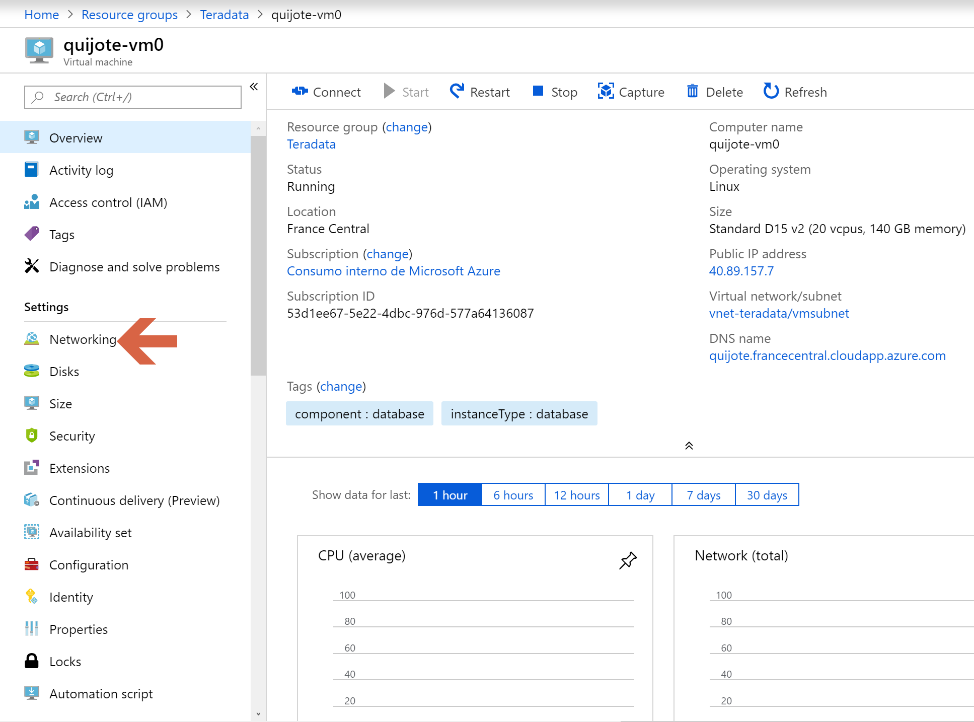 Home > Resource groups > Teradata > quijote-vm0
quijote-vm0
Virtual machine
Search (Ctrl+/)
«
Overview
Activity log
Access control (IAM)
Tags
Diagnose and solve problems
Settings
Networking
Disks
Size
Security
Extensions
Continuous delivery (Preview)
Availability set
Configuration
Identity
Properties
Locks
Automation script
Connect Start Restart Stop Capture Delete Refresh
Resource group (change)
Teradata
Status
Running
Location
France Central
Subscription (change)
Consumo interno de Microsoft Azure
Subscription ID
53d1ee67-5e22-4dbc-976d-577a64136087
Computer name
quijote-vm0
Operating system
Linux
Size
Standard D15 v2 (20 vcpus, 140 GB memory)
Public IP address
40.89.157.7
Virtual network/subnet
vnet-teradata/vmsubnet
DNS name
quijote.francecentral.cloudapp.azure.com
Tags (change)
component : database instanceType : database
Show data for last: 1 hour 6 hours 12 hours 1 day 7 days 30 days
CPU (average)
100
80
60
40
20
Network (total)
100
80
60
40
20